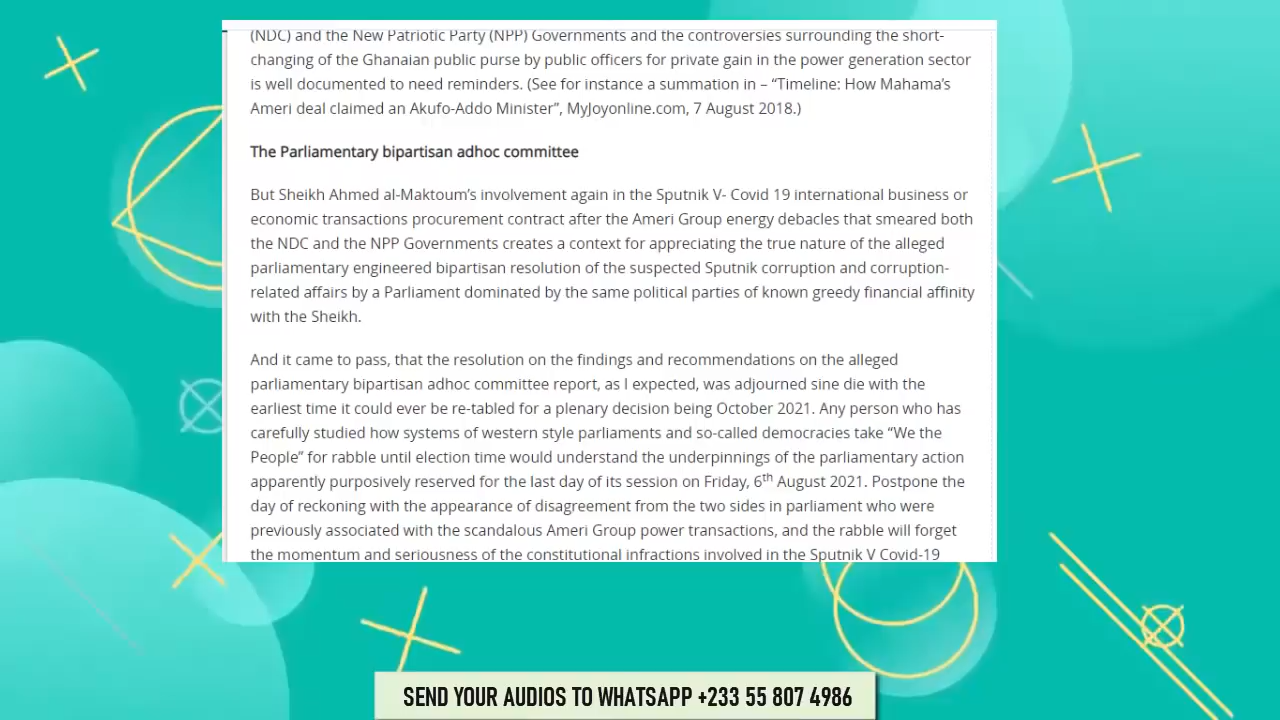 (NDC) and the New Patriotic Party (NPP) Governments and the controversies surrounding the short-
changing of the Ghanaian public purse by public officers for private gain in the power generation sector
is well documented to need reminders. (See for instance a summation in – “Timeline: How Mahama’s
Ameri deal claimed an Akufo-Addo Minister”, MyJoyonline.com, 7 August 2018.)
The Parliamentary bipartisan adhoc committee
But Sheikh Ahmed al-Maktoum’s involvement again in the Sputnik V- Covid 19 international business or
economic transactions procurement contract after the Ameri Group energy debacles that smeared both
the NDC and the NPP Governments creates a context for appreciating the true nature of the alleged
parliamentary engineered bipartisan resolution of the suspected Sputnik corruption and corruption-
related affairs by a Parliament dominated by the same political parties of known greedy financial affinity
with the Sheikh.
And it came to pass, that the resolution on the findings and recommendations on the alleged
parliamentary bipartisan adhoc committee report, as I expected, was adjourned sine die with the
earliest time it could ever be re-tabled for a plenary decision being October 2021. Any person who has
carefully studied how systems of western style parliaments and so-called democracies take “We the
People” for rabble until election time would understand the underpinnings of the parliamentary action
apparently purposively reserved for the last day of its session on Friday, 6th August 2021. Postpone the
day of reckoning with the appearance of disagreement from the two sides in parliament who were
previously associated with the scandalous Ameri Group power transactions, and the rabble will forget
the momentum and seriousness of the constitutional infractions involved in the Sputnik V Covid-19
SEND YOUR AUDIOS TO WHATSAPP +233 55 807 4986